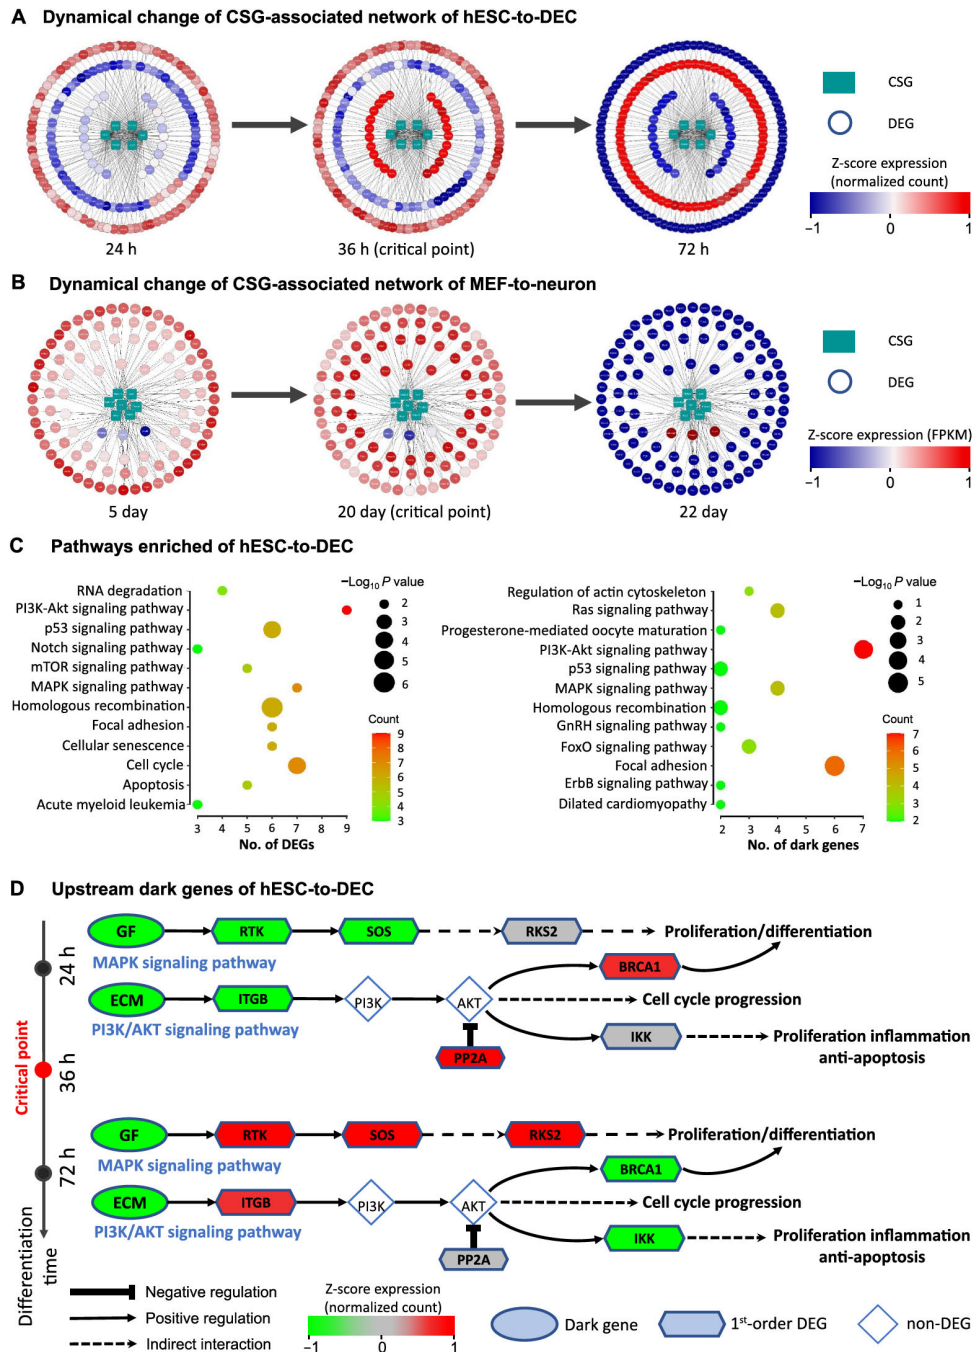 A Dynamical change of CSG-associated network of hESC-to-DEC
24 h
36 h (critical point)
72 h
CSG
DEG
Z-score expression
(normalized count)
−1 0 1
B Dynamical change of CSG-associated network of MEF-to-neuron
5 day
20 day (critical point)
22 day
CSG
DEG
Z-score expression (FPKM)
−1 0 1
C Pathways enriched of hESC-to-DEC
RNA degradation
PI3K-Akt signaling pathway
p53 signaling pathway
Notch signaling pathway
mTOR signaling pathway
MAPK signaling pathway
Homologous recombination
Focal adhesion
Cellular senescence
Cell cycle
Apoptosis
Acute myeloid leukemia
3 4 5 6 7 8 9
No. of DEGs
−Log10 P value
2
3
4
5
6
Count
9
8
7
6
5
4
3
Regulation of actin cytoskeleton
Ras signaling pathway
Progesterone-mediated oocyte maturation
PI3K-Akt signaling pathway
p53 signaling pathway
MAPK signaling pathway
Homologous recombination
GnRH signaling pathway
FoxO signaling pathway
Focal adhesion
ErbB signaling pathway
Dilated cardiomyopathy
2 3 4 5 6 7
No. of dark genes
−Log10 P value
1
2
3
4
5
Count
7
6
5
4
3
2
D Upstream dark genes of hESC-to-DEC
24 h
Critical point
36 h
72 h
Differentiation
time
GF RTK SOS RKS2 Proliferation/differentiation
MAPK signaling pathway
BRCA1
ECM ITGB PI3K AKT Cell cycle progression
PI3K/AKT signaling pathway
IKK Proliferation inflammation
anti-apoptosis
PP2A
GF RTK SOS RKS2 Proliferation/differentiation
MAPK signaling pathway
BRCA1
ECM ITGB PI3K AKT Cell cycle progression
PI3K/AKT signaling pathway
IKK Proliferation inflammation
anti-apoptosis
PP2A
Negative regulation
Positive regulation
Indirect interaction
Z-score expression
(normalized count)
−1 0 1
Dark gene
1st-order DEG
non-DEG